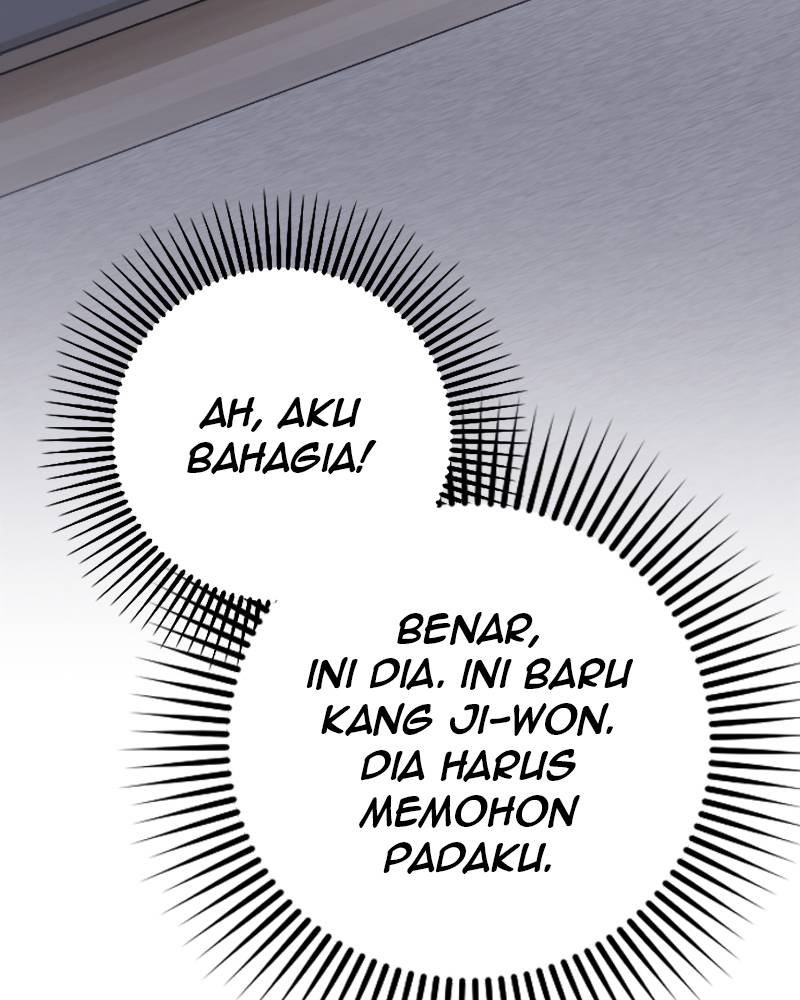 AH, AKU
BAHAGIA!
BENAR,
INI DIA. INI BARU
KANG JI-WON.
DIA HARUS
MEMOHON
PADAKU.